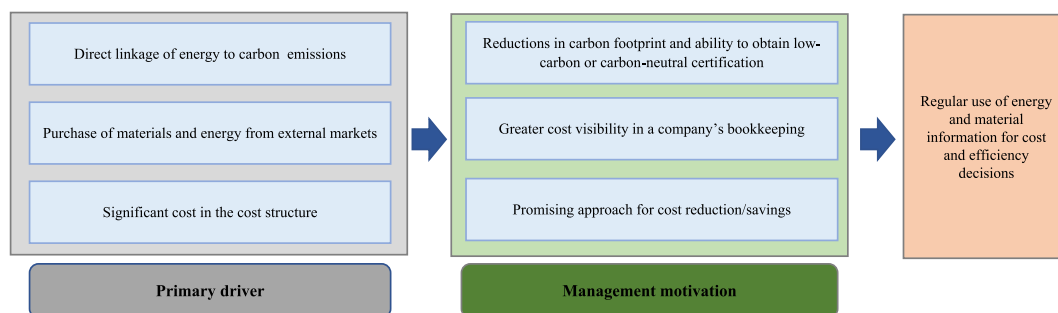 Direct linkage of energy to carbon emissions
Purchase of materials and energy from external markets
Significant cost in the cost structure
Primary driver
Reductions in carbon footprint and ability to obtain low-
carbon or carbon-neutral certification
Greater cost visibility in a company’s bookkeeping
Promising approach for cost reduction/savings
Management motivation
Regular use of energy
and material
information for cost
and efficiency
decisions